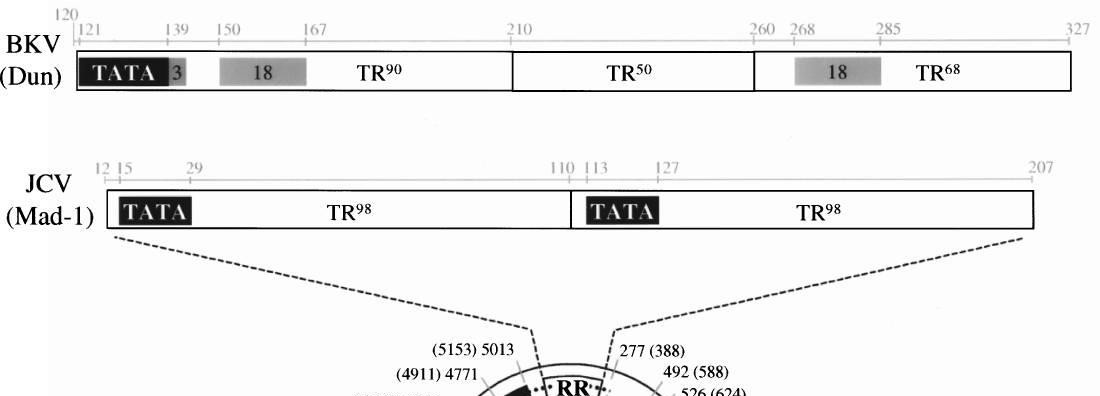 120
121 139 150 167 210 260 268 285 327
BKV
(Dun)
TATA 3 18 TR⁹⁰ TR⁵⁰ 18 TR⁶⁸
12 15 29 110 113 127 207
JCV
(Mad-1)
TATA TR⁹⁸ TATA TR⁹⁸
(5153) 5013 277 (388)
(4911) 4771 492 (588)
RR 526 (624)